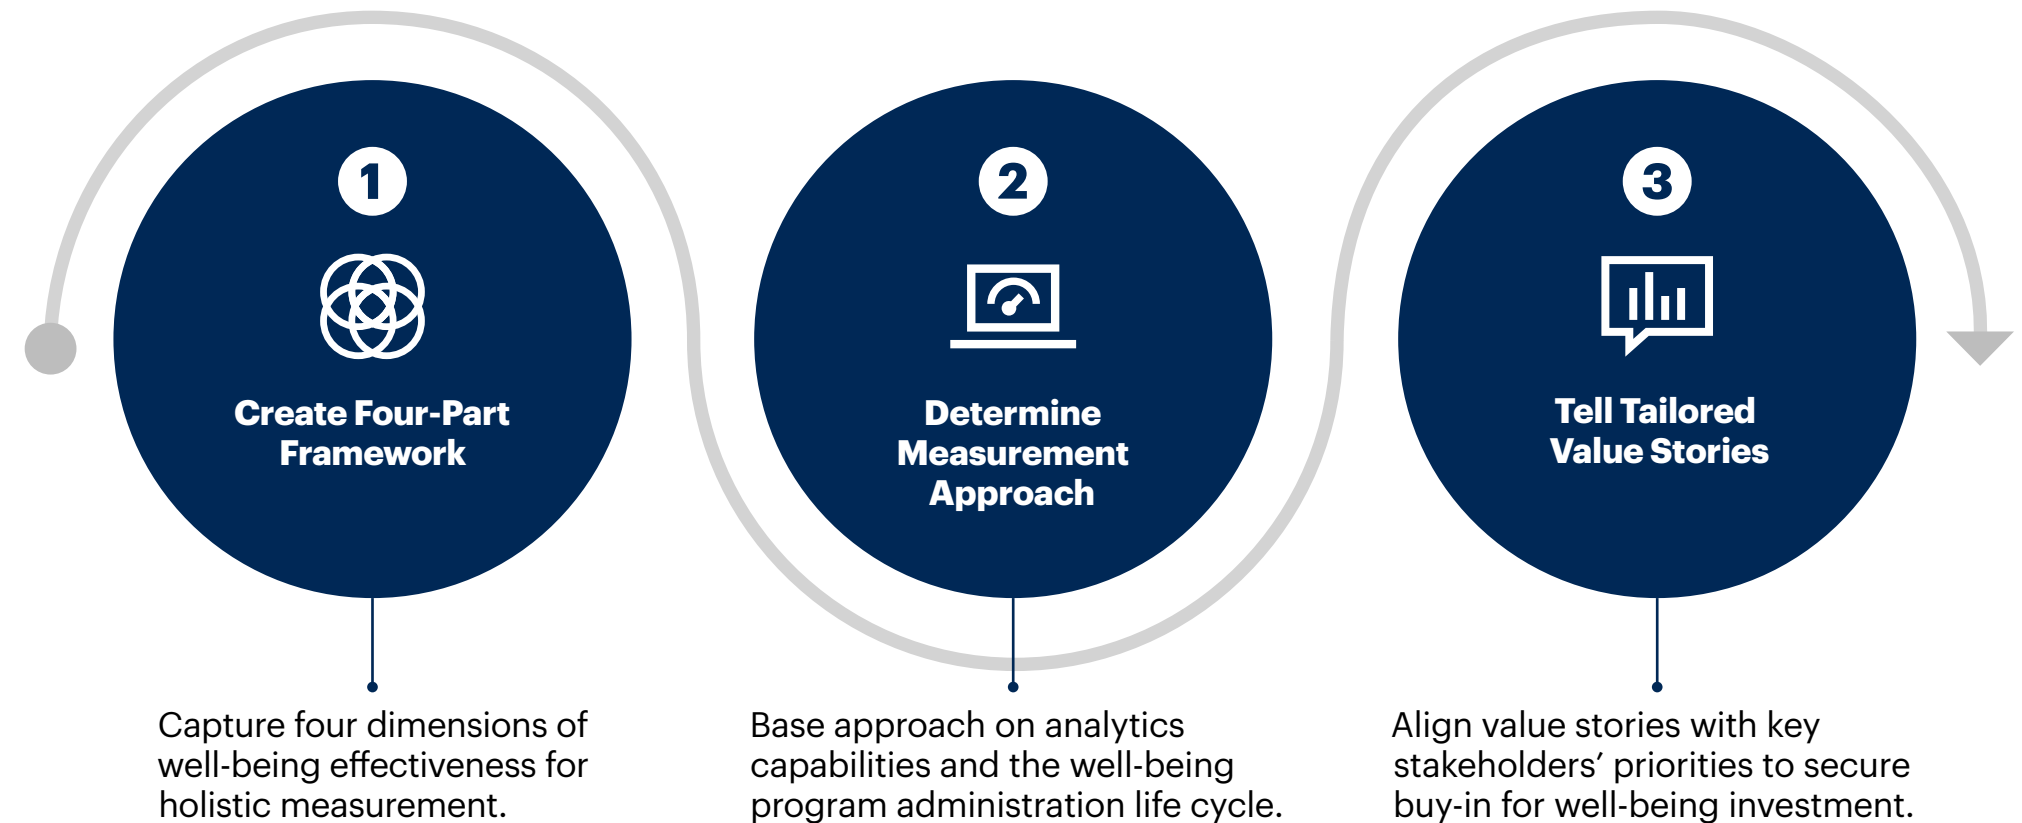 1
Create Four-Part
Framework
Capture four dimensions of
well-being effectiveness for
holistic measurement.
2
Determine
Measurement
Approach
Base approach on analytics
capabilities and the well-being
program administration life cycle.
3
Tell Tailored
Value Stories
Align value stories with key
stakeholders’ priorities to secure
buy-in for well-being investment.